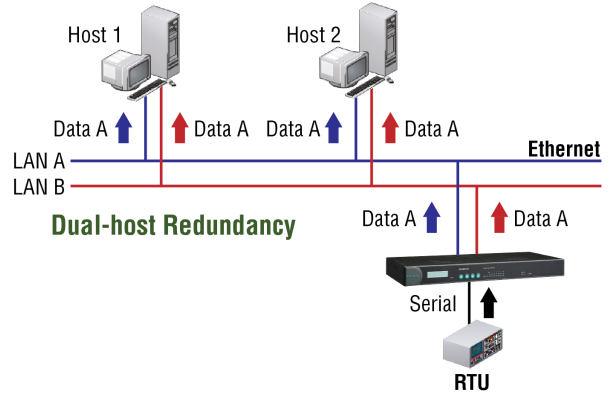 Host 1
Host 2
Data A
Data A
Data A
Data A
Ethernet
LAN A
LAN B
Dual-host Redundancy
Data A
Data A
Serial
RTU